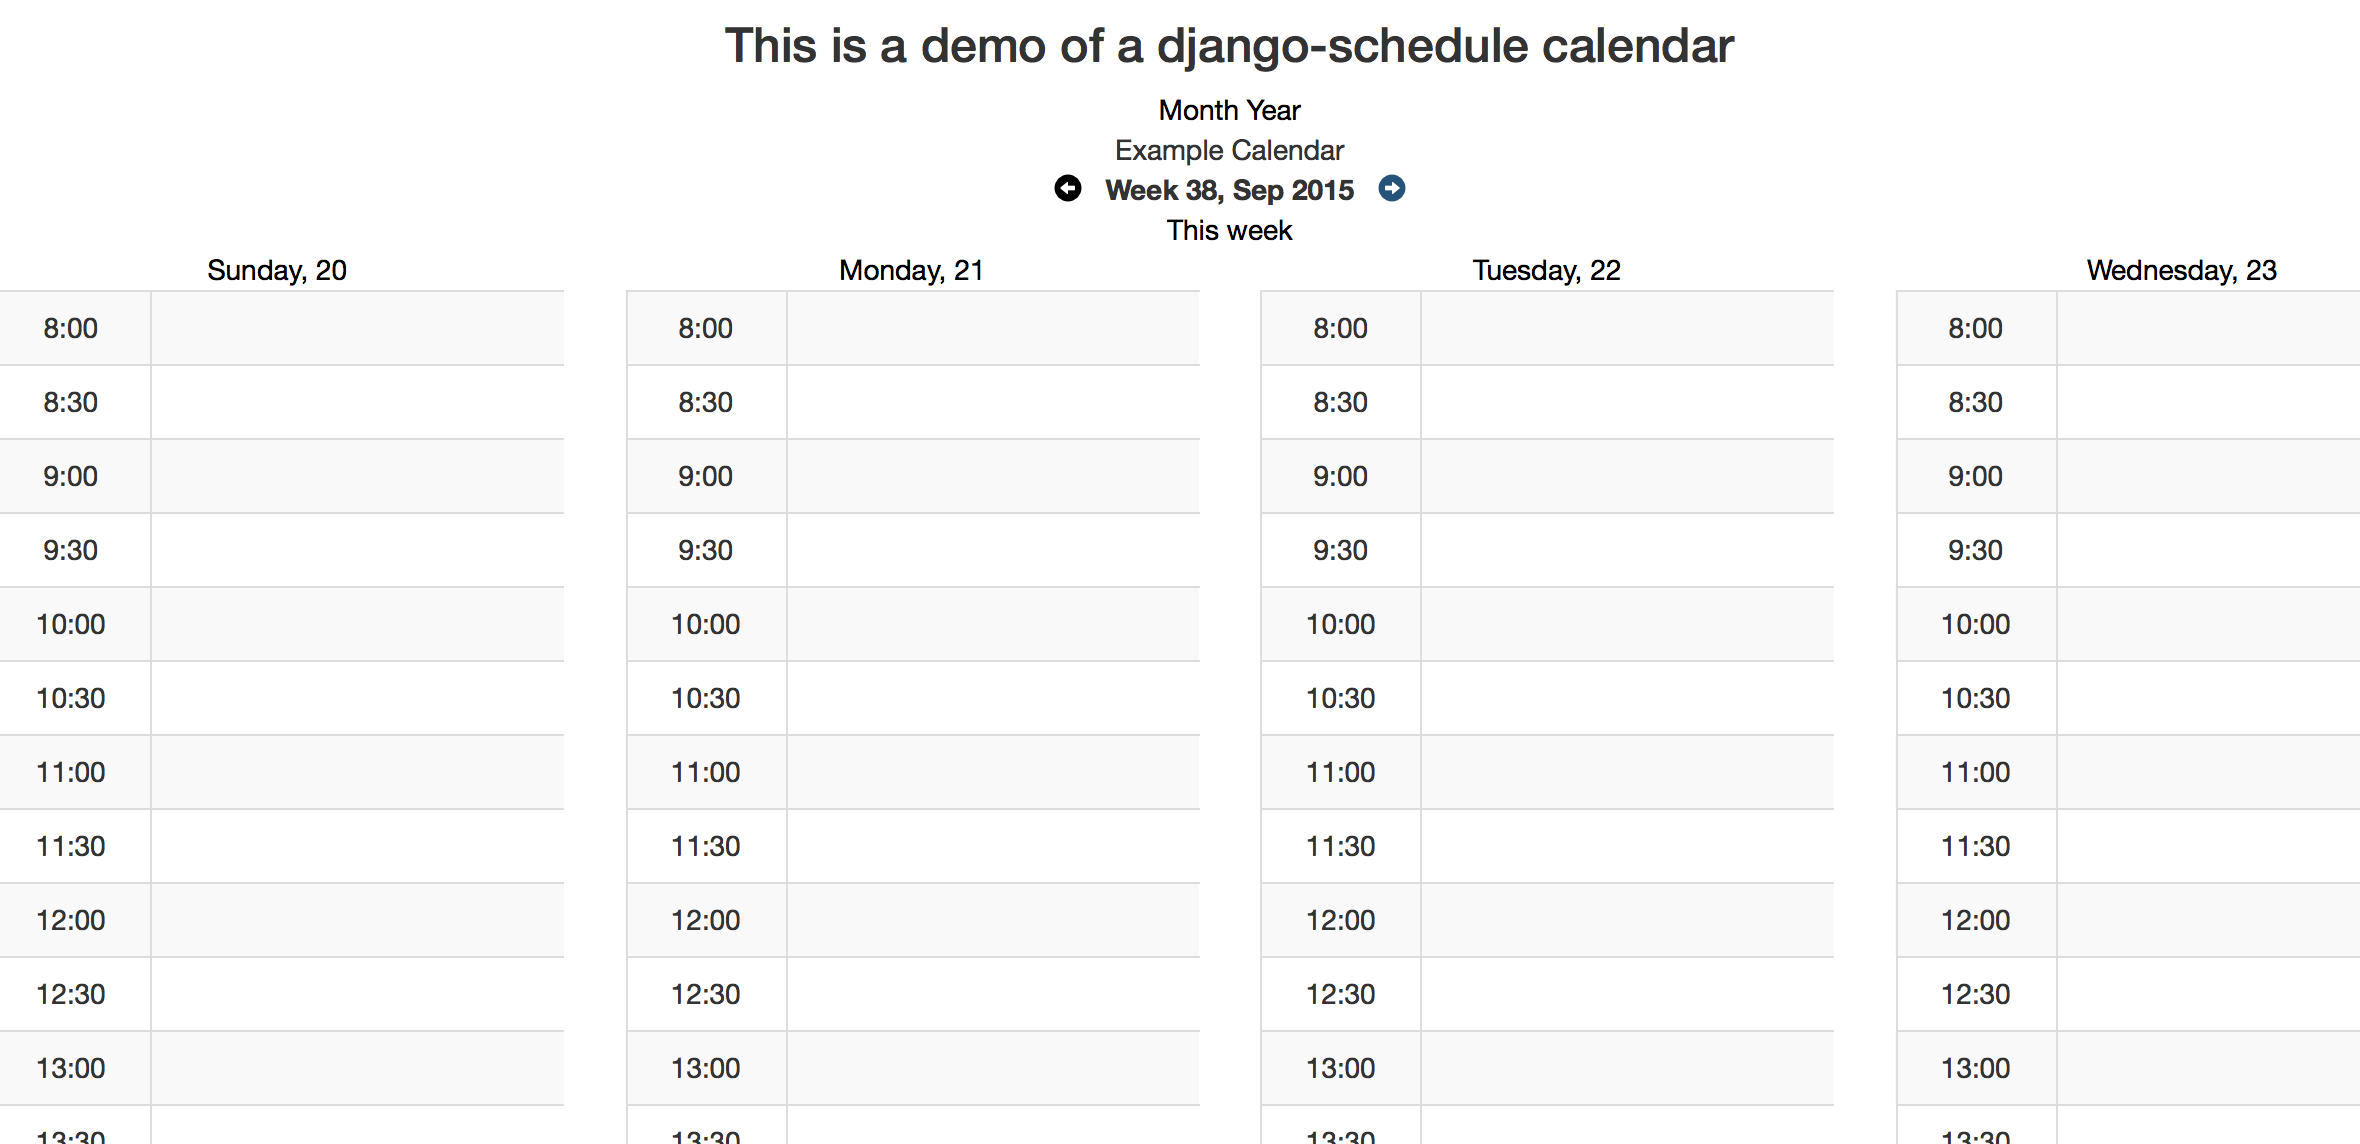 This is a demo of a django-schedule calendar
Month Year
Example Calendar
Week 38, Sep 2015
This week
Sunday, 20 Monday, 21 Tuesday, 22 Wednesday, 23
8:00 8:00 8:00 8:00
8:30 8:30 8:30 8:30
9:00 9:00 9:00 9:00
9:30 9:30 9:30 9:30
10:00 10:00 10:00 10:00
10:30 10:30 10:30 10:30
11:00 11:00 11:00 11:00
11:30 11:30 11:30 11:30
12:00 12:00 12:00 12:00
12:30 12:30 12:30 12:30
13:00 13:00 13:00 13:00
13:30 13:30 13:30 13:30